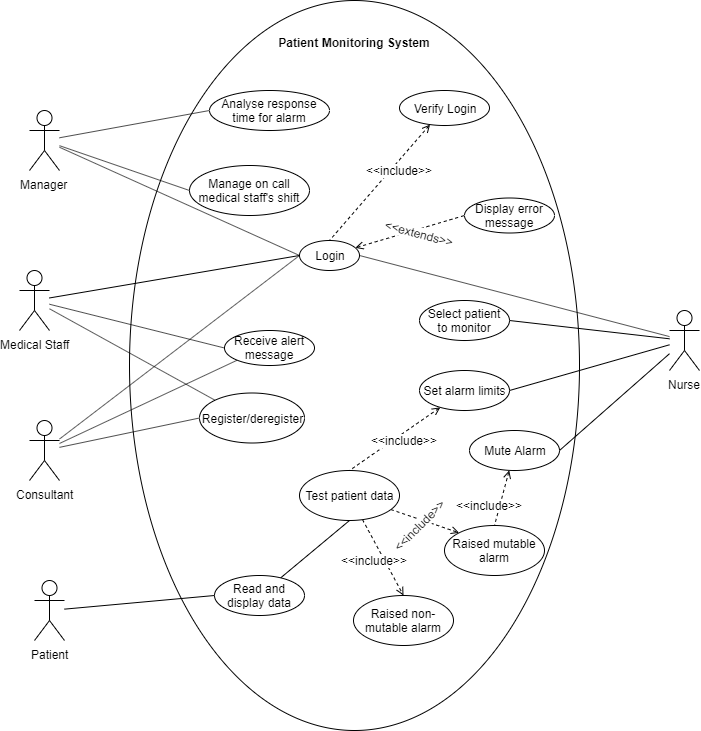 Patient Monitoring System
Analyse response
time for alarm
Verify Login
Manager
<<include>>
Manage on call
medical staff's shift
Display error
message
<<extends>>
Login
Select patient
to monitor
Medical Staff
Receive alert
message
Nurse
Set alarm limits
Register/deregister
<<include>>
Mute Alarm
Consultant
Test patient data
<<include>>
<<include>>
Raised mutable
alarm
<<include>>
Read and
display data
Raised non-
mutable alarm
Patient